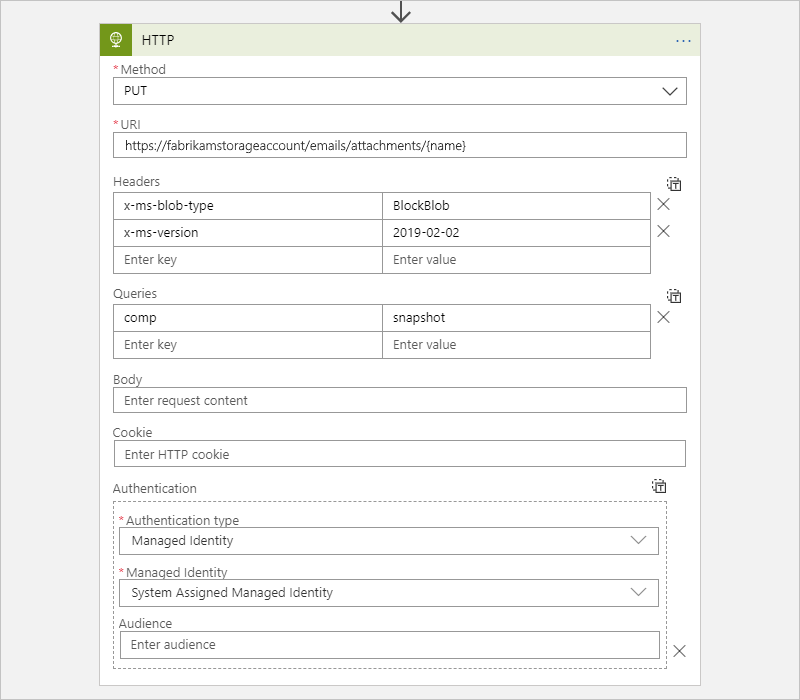 HTTP
...
* Method
PUT
* URI
https://fabrikamstorageaccount/emails/attachments/{name}
Headers
x-ms-blob-type BlockBlob
x-ms-version 2019-02-02
Enter key Enter value
Queries
comp snapshot
Enter key Enter value
Body
Enter request content
Cookie
Enter HTTP cookie
Authentication
* Authentication type
Managed Identity
* Managed Identity
System Assigned Managed Identity
Audience
Enter audience